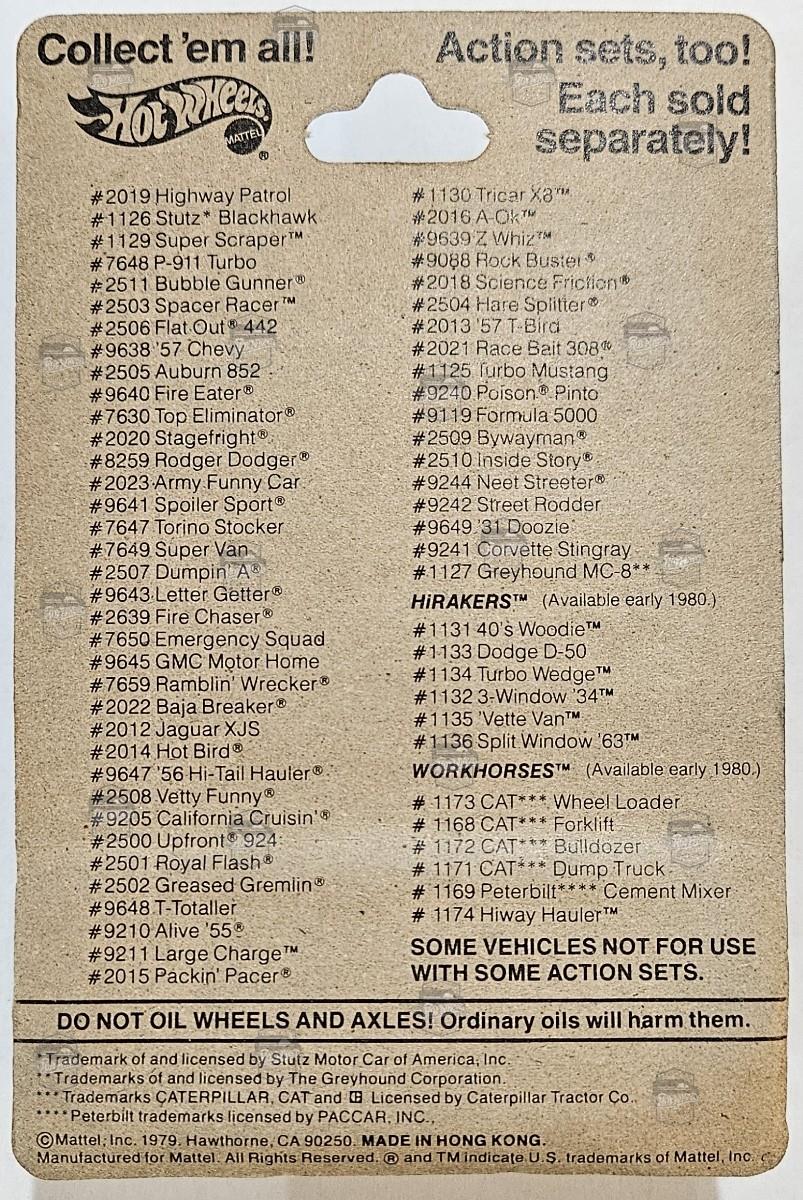 Collect 'em all!
Hot Wheels®
MATTEL
Action sets, too!
Each sold
separately!
#2019 Highway Patrol
#1126 Stutz* Blackhawk
#1129 Super Scraper™
#7648 P-911 Turbo
#2511 Bubble Gunner®
#2503 Spacer Racer™
#2506 Flat Out® 442
#9638 '57 Chevy
#2505 Auburn 852
#9640 Fire Eater®
#7630 Top Eliminator®
#2020 Stagefright®
#8259 Rodger Dodger®
#2023 Army Funny Car
#9641 Spoiler Sport®
#7647 Torino Stocker
#7649 Super Van
#2507 Dumpin' A®
#9643 Letter Getter®
#2639 Fire Chaser®
#7650 Emergency Squad
#9645 GMC Motor Home
#7659 Ramblin' Wrecker®
#2022 Baja Breaker®
#2012 Jaguar XJS
#2014 Hot Bird®
#9647 '56 Hi-Tail Hauler®
#2508 Vetty Funny®
#9205 California Cruisin'®
#2500 Upfront® 924
#2501 Royal Flash®
#2502 Greased Gremlin®
#9648 T-Totaller
#9210 Alive '55®
#9211 Large Charge™
#2015 Packin' Pacer®
#1130 Tricar X8™
#2016 A-Ok™
#9639 Z Whiz™
#9088 Rock Buster®
#2018 Science Friction®
#2504 Hare Splitter®
#2013 '57 T-Bird
#2021 Race Bait 308®
#1125 Turbo Mustang
#9240 Poison® Pinto
#9119 Formula 5000
#2509 Bywayman®
#2510 Inside Story®
#9244 Neet Streeter®
#9242 Street Rodder
#9649 '31 Doozie
#9241 Corvette Stingray
#1127 Greyhound MC-8**
HiRAKERS™ (Available early 1980.)
#1131 40's Woodie™
#1133 Dodge D-50
#1134 Turbo Wedge™
#1132 3-Window '34™
#1135 'Vette Van™
#1136 Split Window '63™
WORKHORSES™ (Available early 1980.)
# 1173 CAT*** Wheel Loader
# 1168 CAT*** Forklift
# 1172 CAT*** Bulldozer
# 1171 CAT*** Dump Truck
# 1169 Peterbilt**** Cement Mixer
# 1174 Hiway Hauler™
SOME VEHICLES NOT FOR USE
WITH SOME ACTION SETS.
DO NOT OIL WHEELS AND AXLES! Ordinary oils will harm them.
*Trademark of and licensed by Stutz Motor Car of America, Inc.
**Trademarks of and licensed by The Greyhound Corporation.
***Trademarks CATERPILLAR, CAT and Licensed by Caterpillar Tractor Co.
****Peterbilt trademarks licensed by PACCAR, INC.,
©Mattel, Inc. 1979. Hawthorne, CA 90250. MADE IN HONG KONG.
Manufactured for Mattel. All Rights Reserved. ® and TM indicate U.S. trademarks of Mattel, Inc.